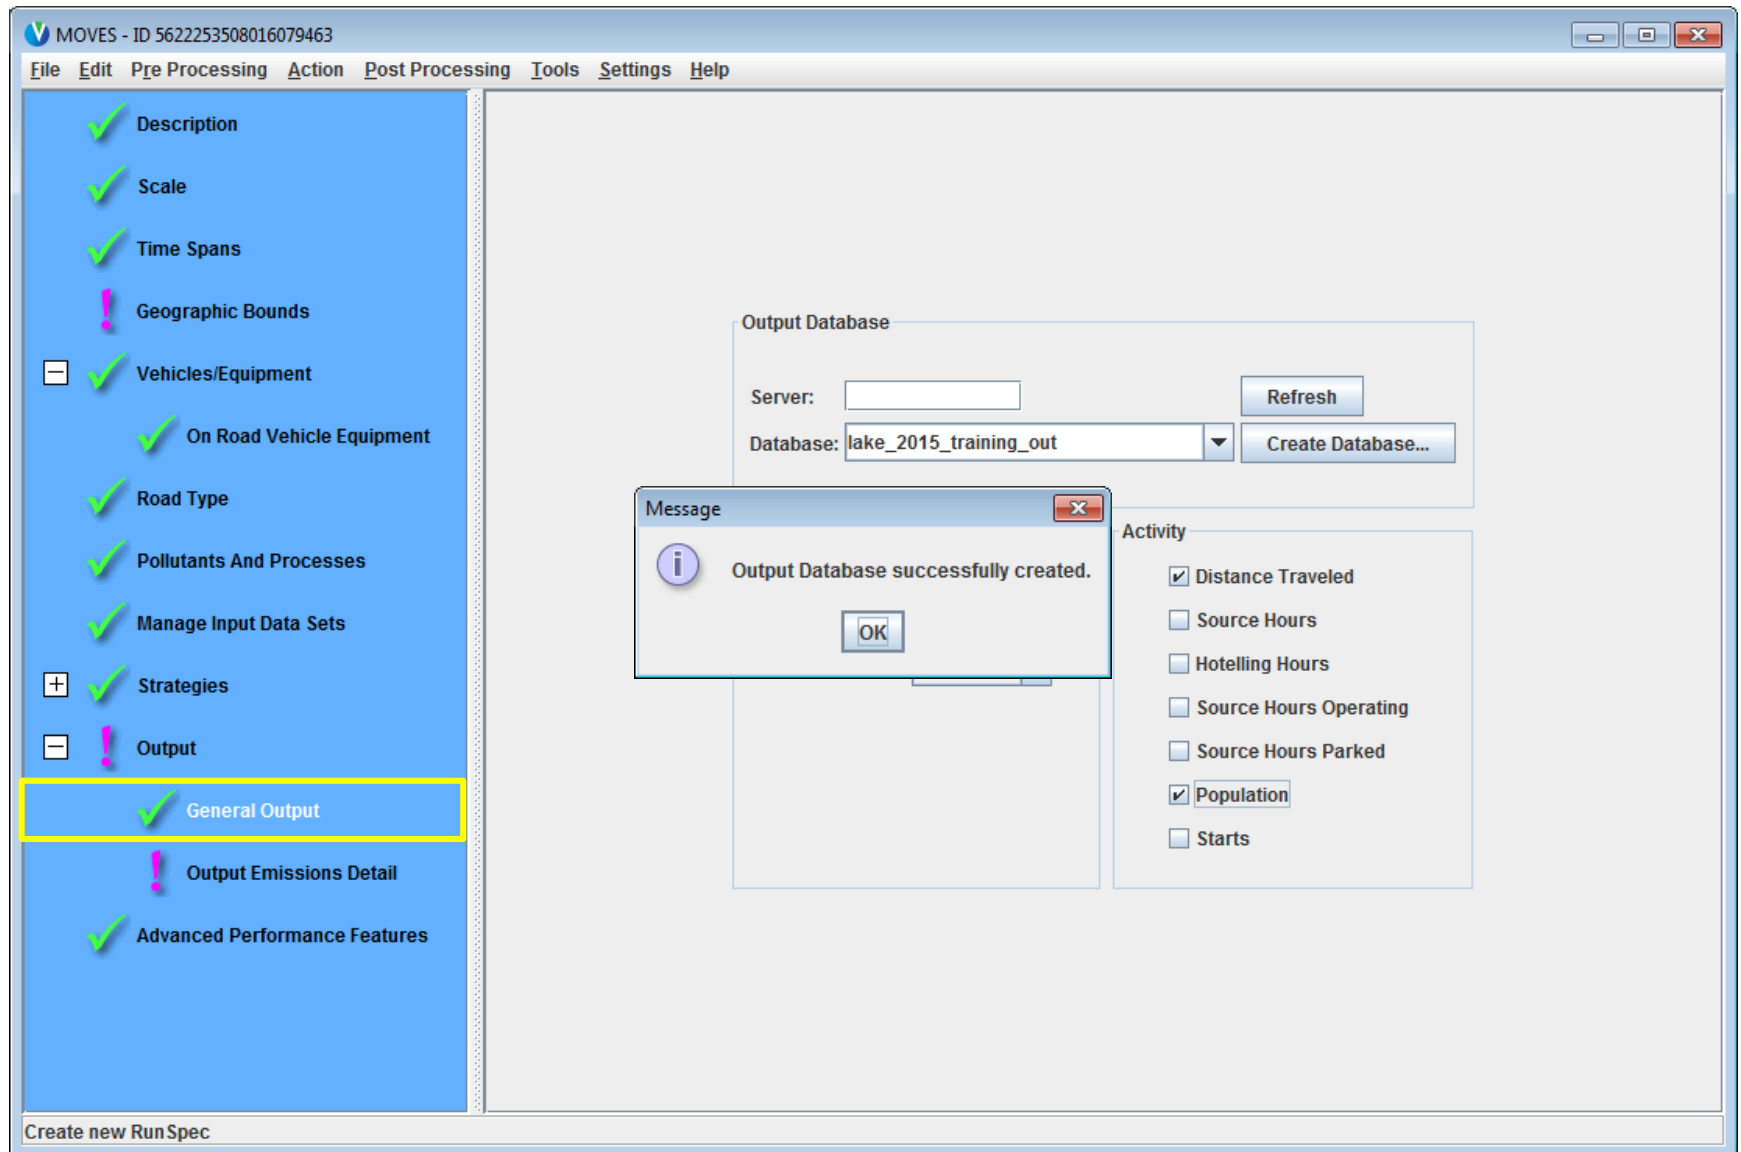 MOVES - ID 5622253508016079463
File Edit Pre Processing Action Post Processing Tools Settings Help
Description
Scale
Time Spans
Geographic Bounds
Vehicles/Equipment
On Road Vehicle Equipment
Road Type
Pollutants And Processes
Manage Input Data Sets
Strategies
Output
General Output
Output Emissions Detail
Advanced Performance Features
Output Database
Server:
Refresh
Database: lake_2015_training_out
Create Database...
Message
Output Database successfully created.
OK
Activity
Distance Traveled
Source Hours
Hotelling Hours
Source Hours Operating
Source Hours Parked
Population
Starts
Create new RunSpec